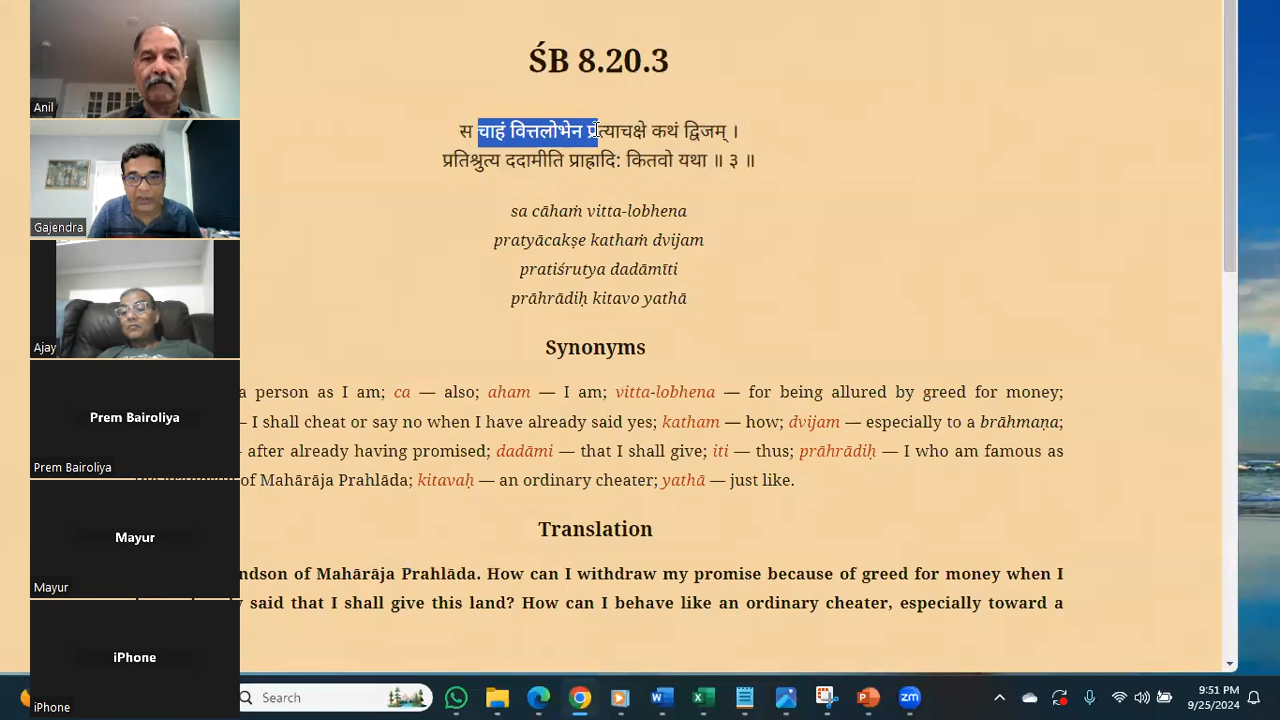 ŚB 8.20.3
स चाहं वित्तलोभेन प्रत्याचक्षे कथं द्विजम् ।
प्रतिश्रुत्य ददामीति प्राह्रादि: कितवो यथा ॥ ३ ॥
sa cāhaṁ vitta-lobhena
pratyācakṣe kathaṁ dvijam
pratiśrutya dadāmīti
prāhrādiḥ kitavo yathā
Synonyms
a person as I am; ca — also; aham — I am; vitta-lobhena — for being allured by greed for money;
— I shall cheat or say no when I have already said yes; katham — how; dvijam — especially to a brāhmaṇa;
— after already having promised; dadāmi — that I shall give; iti — thus; prāhrādiḥ — I who am famous as
of Mahārāja Prahlāda; kitavaḥ — an ordinary cheater; yathā — just like.
Translation
of Mahārāja Prahlāda. How can I withdraw my promise because of greed for money when I
said that I shall give this land? How can I behave like an ordinary cheater, especially toward a
Anil
Gajendra
Ajay
Prem Bairoliya
Prem Bairoliya
Mayur
Mayur
iPhone
iPhone
Search
9:51 PM
9/25/2024